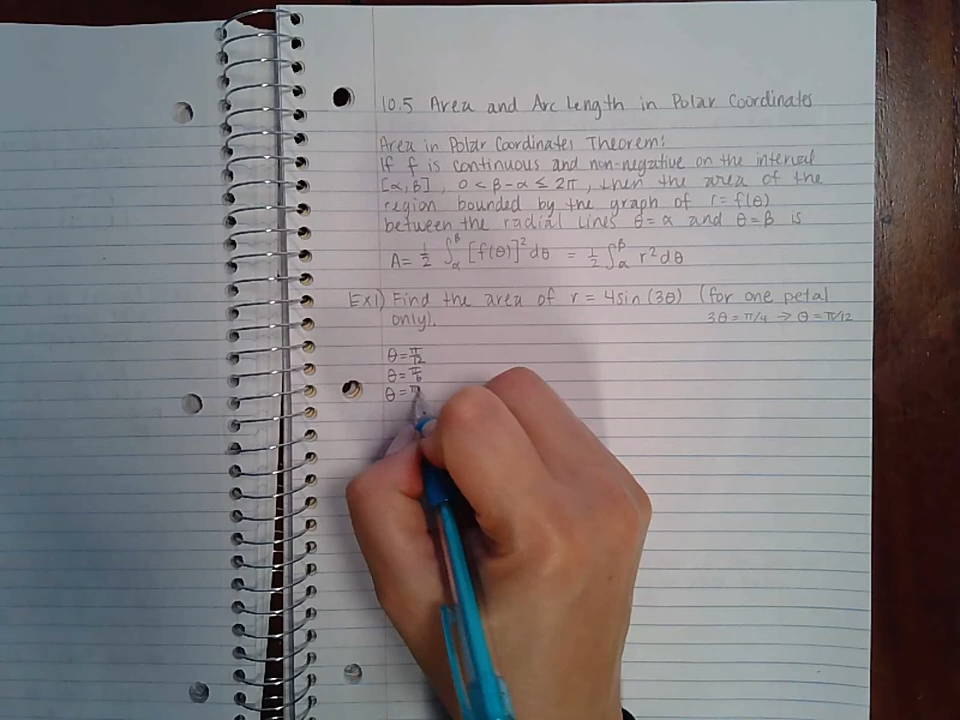 10.5 Area and Arc Length in Polar Coordinates
Area in Polar Coordinates Theorem:
If f is continuous and non-negative on the interval
[α, β], 0 < β - α ≤ 2π, then the area of the
region bounded by the graph of r = f(θ)
between the radial lines θ = α and θ = β is
A = 1/2 ∫_α^β [f(θ)]² dθ = 1/2 ∫_α^β r² dθ
EX1) Find the area of r = 4sin(3θ) (for one petal
only).
3θ = π/4 → θ = π/12
θ = π/12
θ = π/6
θ = π